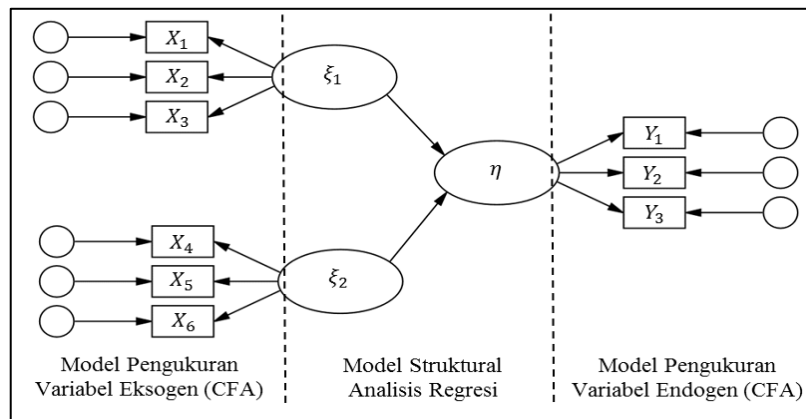 X₁
X₂
X₃
ξ₁
η
Y₁
Y₂
Y₃
X₄
X₅
X₆
ξ₂
Model Pengukuran
Variabel Eksogen (CFA)
Model Struktural
Analisis Regresi
Model Pengukuran
Variabel Endogen (CFA)